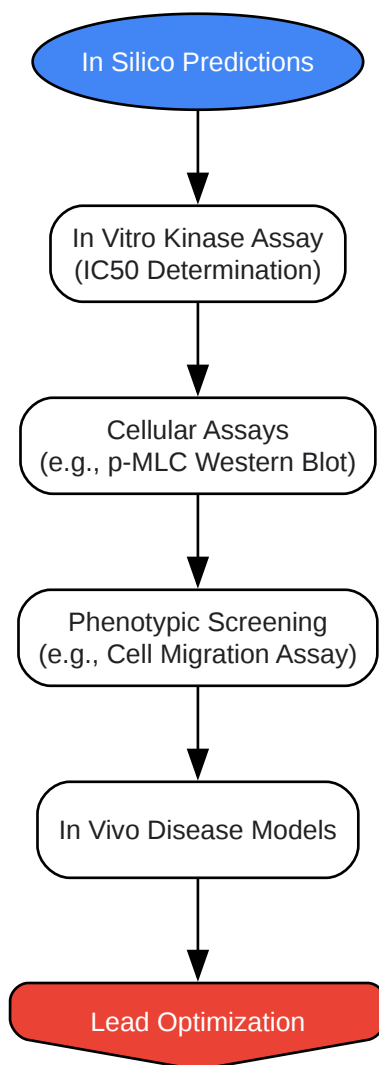 In Silico Predictions
In Vitro Kinase Assay
(IC50 Determination)
Cellular Assays
(e.g., p-MLC Western Blot)
Phenotypic Screening
(e.g., Cell Migration Assay)
In Vivo Disease Models
Lead Optimization